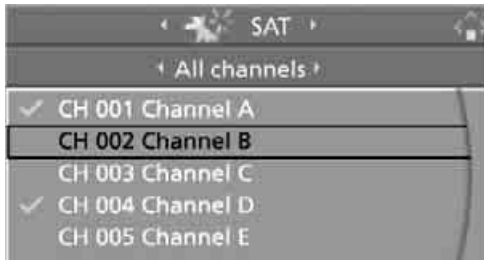 SAT
All channels
CH 001 Channel A
CH 002 Channel B
CH 003 Channel C
CH 004 Channel D
CH 005 Channel E